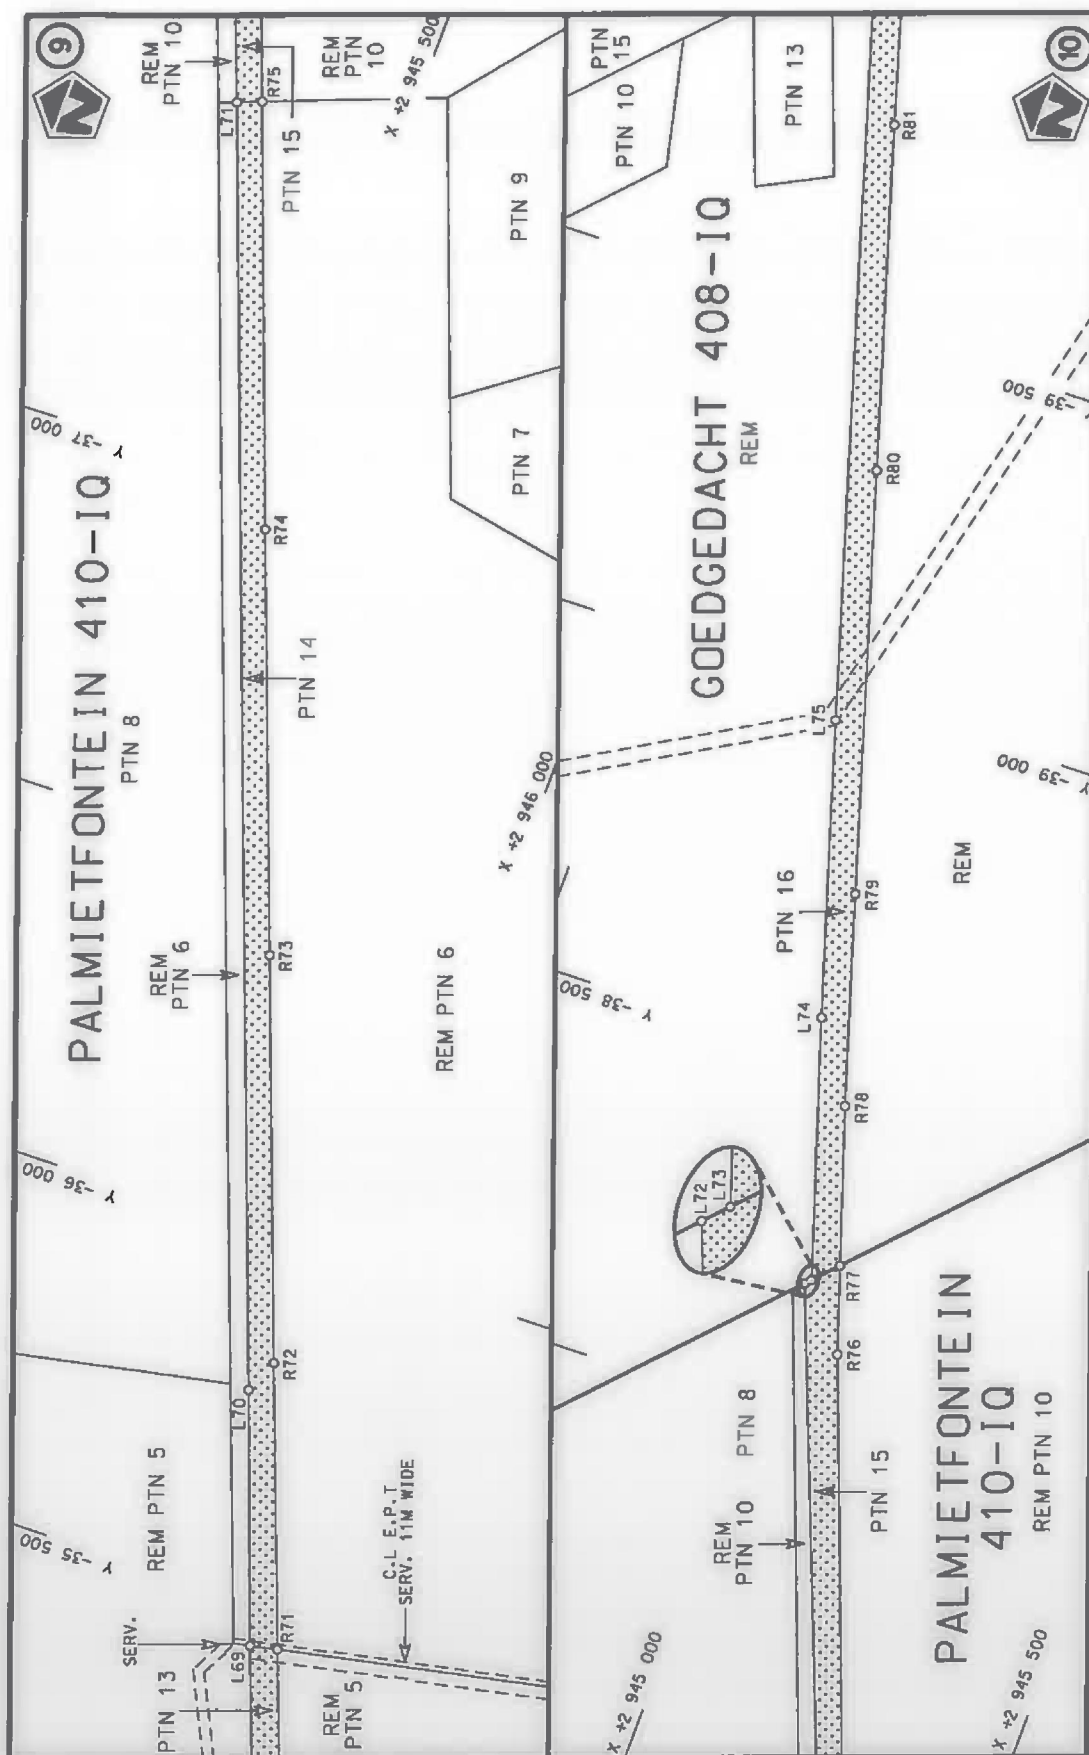 9
REM
PTN 10
L71
R75
PTN 15
REM
PTN
10
X +2 945 500
Y -37 000
PALMIETFONTEIN 410-IQ
PTN 8
R74
PTN 14
PTN 9
PTN 7
REM
PTN 6
R73
REM PTN 6
Y -36 000
L70
R72
REM PTN 5
Y -35 500
SERV.
L69
R71
PTN 13
REM
PTN 5
C.L E.P.T
SERV. 11M WIDE
10
PTN
15
PTN 10
PTN 13
R81
GOEDGEDACHT 408-IQ
REM
R80
Y -39 500
L75
X +2 946 000
Y -39 000
PTN 16
R79
REM
Y -38 500
L74
R78
L72
L73
R77
R76
REM
PTN 10
PTN 8
PTN 15
PALMIETFONTEIN
410-IQ
REM PTN 10
X +2 945 000
X +2 945 500